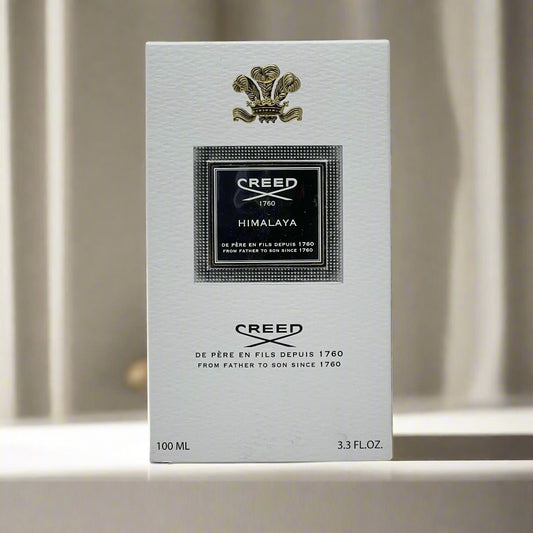 CREED
1760
HIMALAYA
DE PÈRE EN FILS DEPUIS 1760
FROM FATHER TO SON SINCE 1760
CREED
DE PÈRE EN FILS DEPUIS 1760
FROM FATHER TO SON SINCE 1760
100 ML 3.3 FL.OZ.